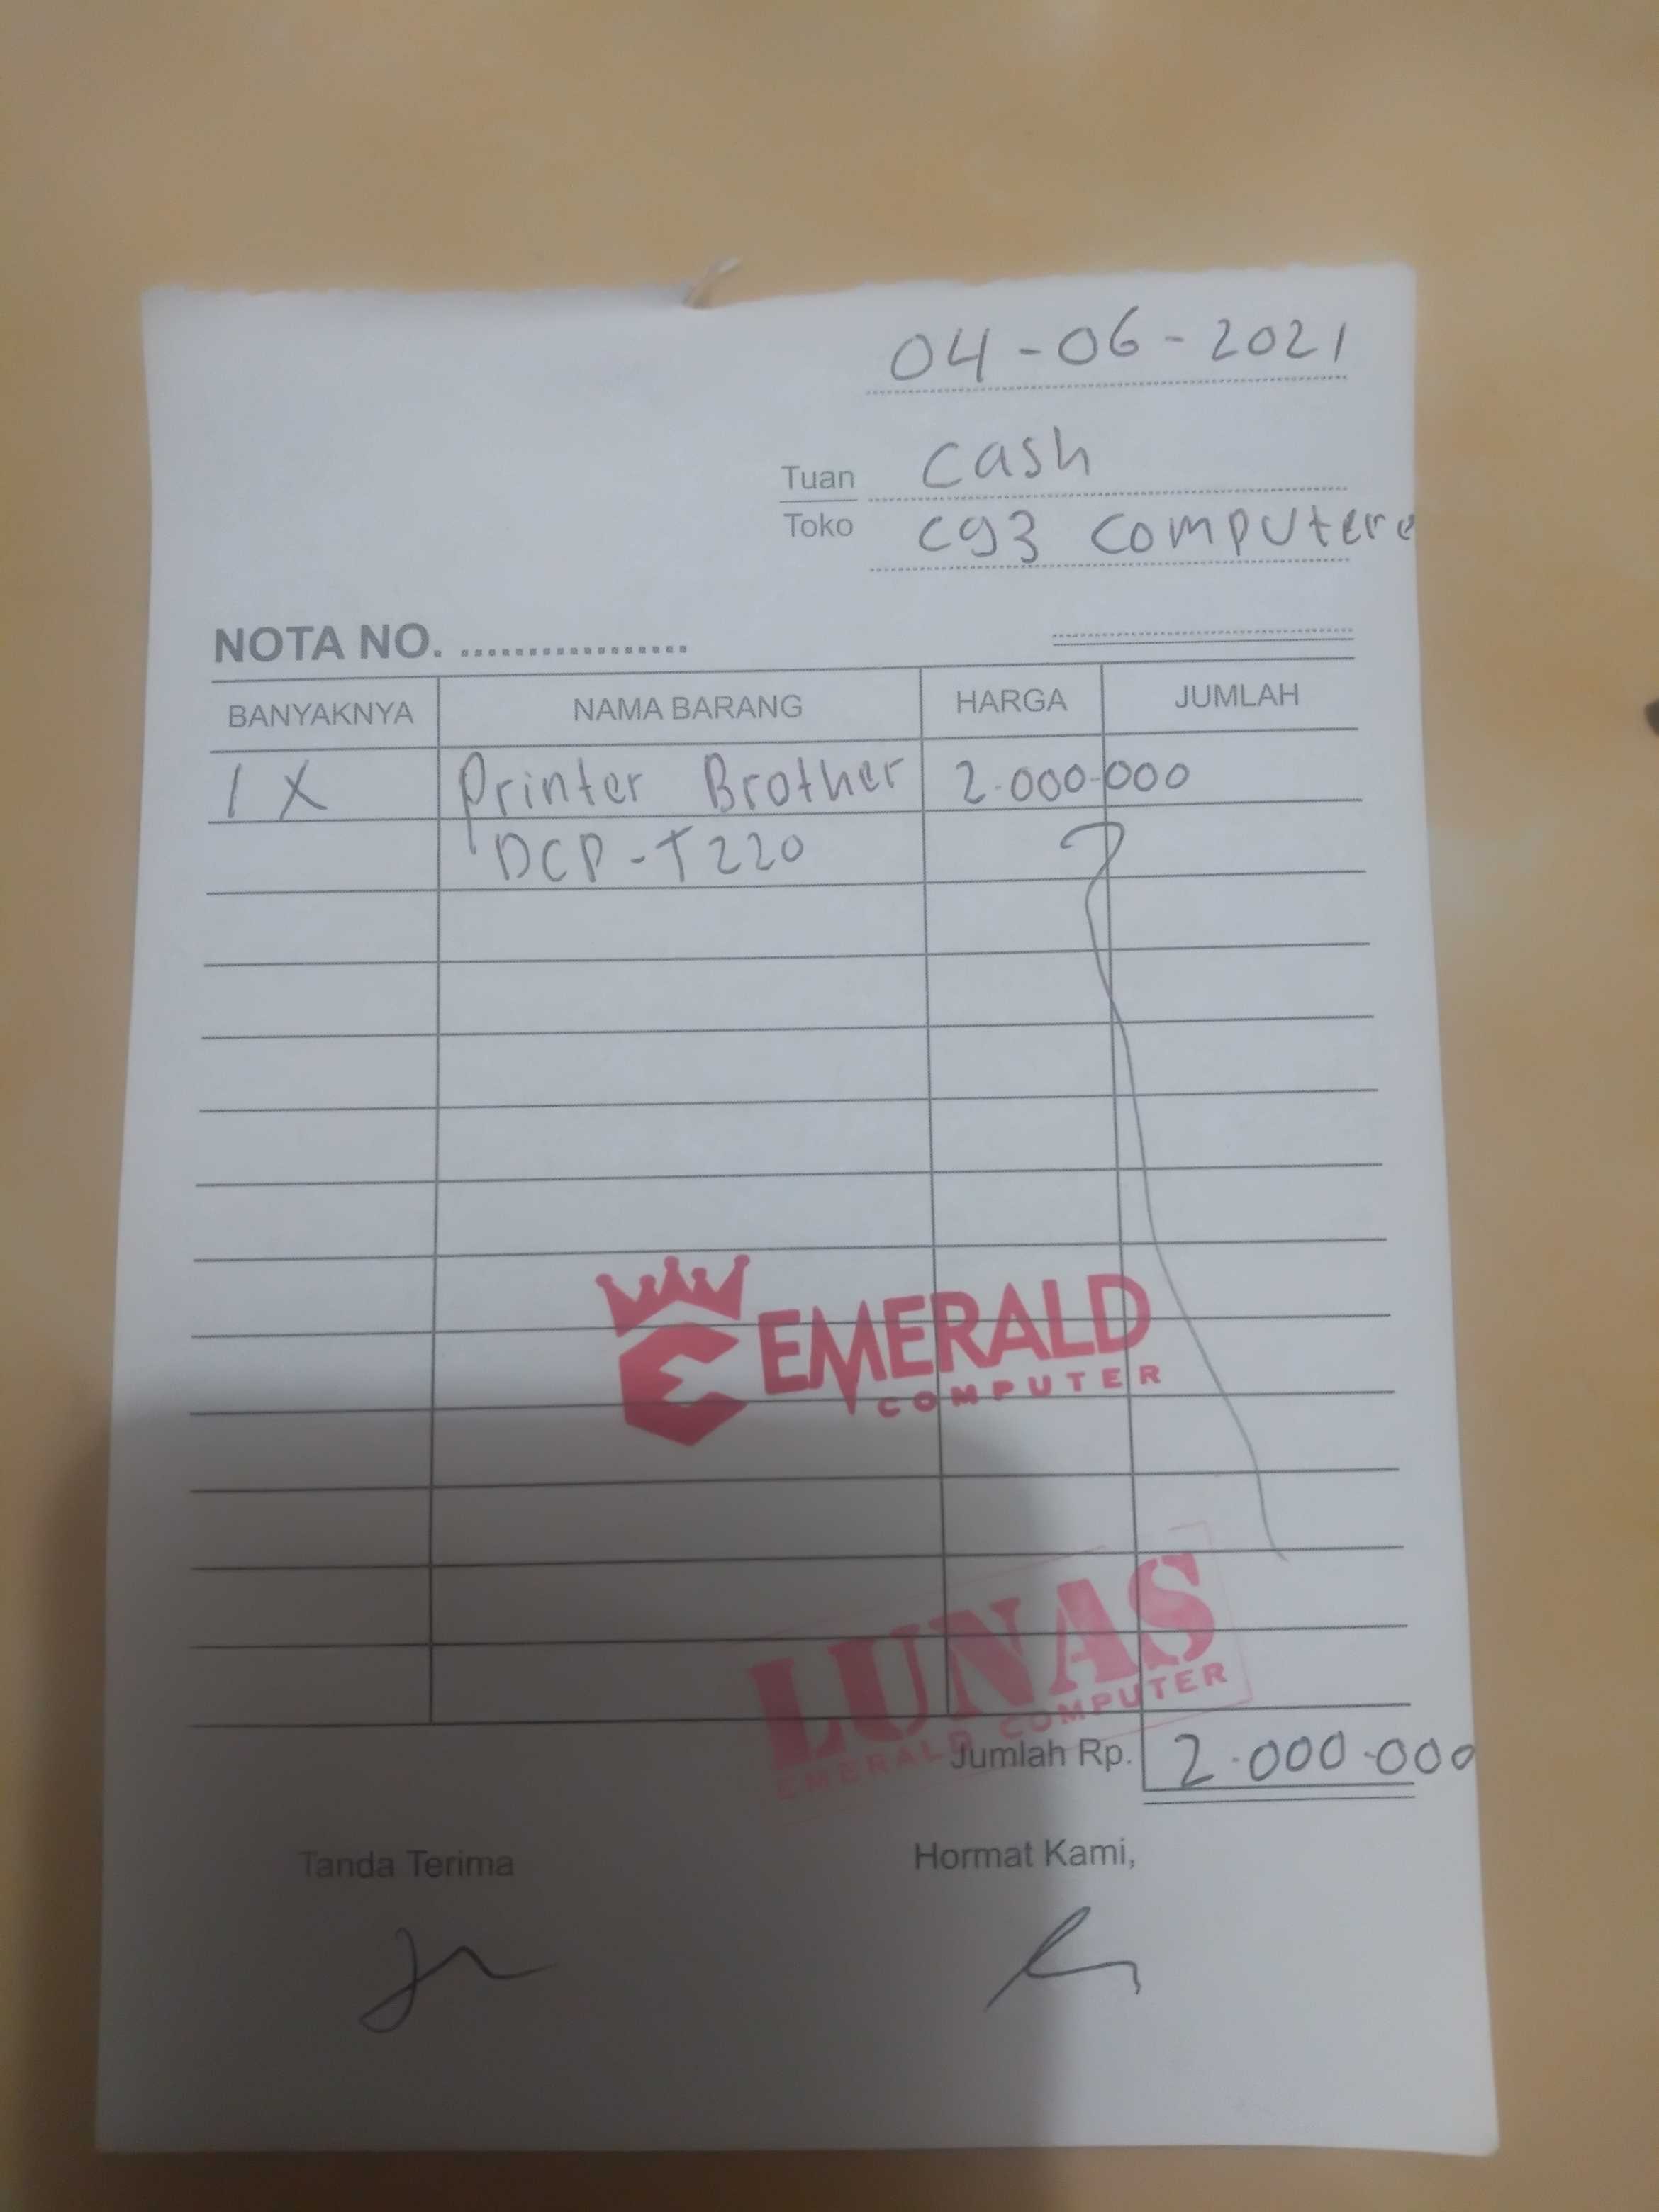 04-06-2021
Tuan cash
Toko cg3 computere
NOTA NO. .................
BANYAKNYA NAMA BARANG HARGA JUMLAH
1 X Printer Brother 2.000.000
DCP-T220
EMERALD
COMPUTER
LUNAS
EMERALD COMPUTER
Jumlah Rp. 2.000.000
Tanda Terima Hormat Kami,